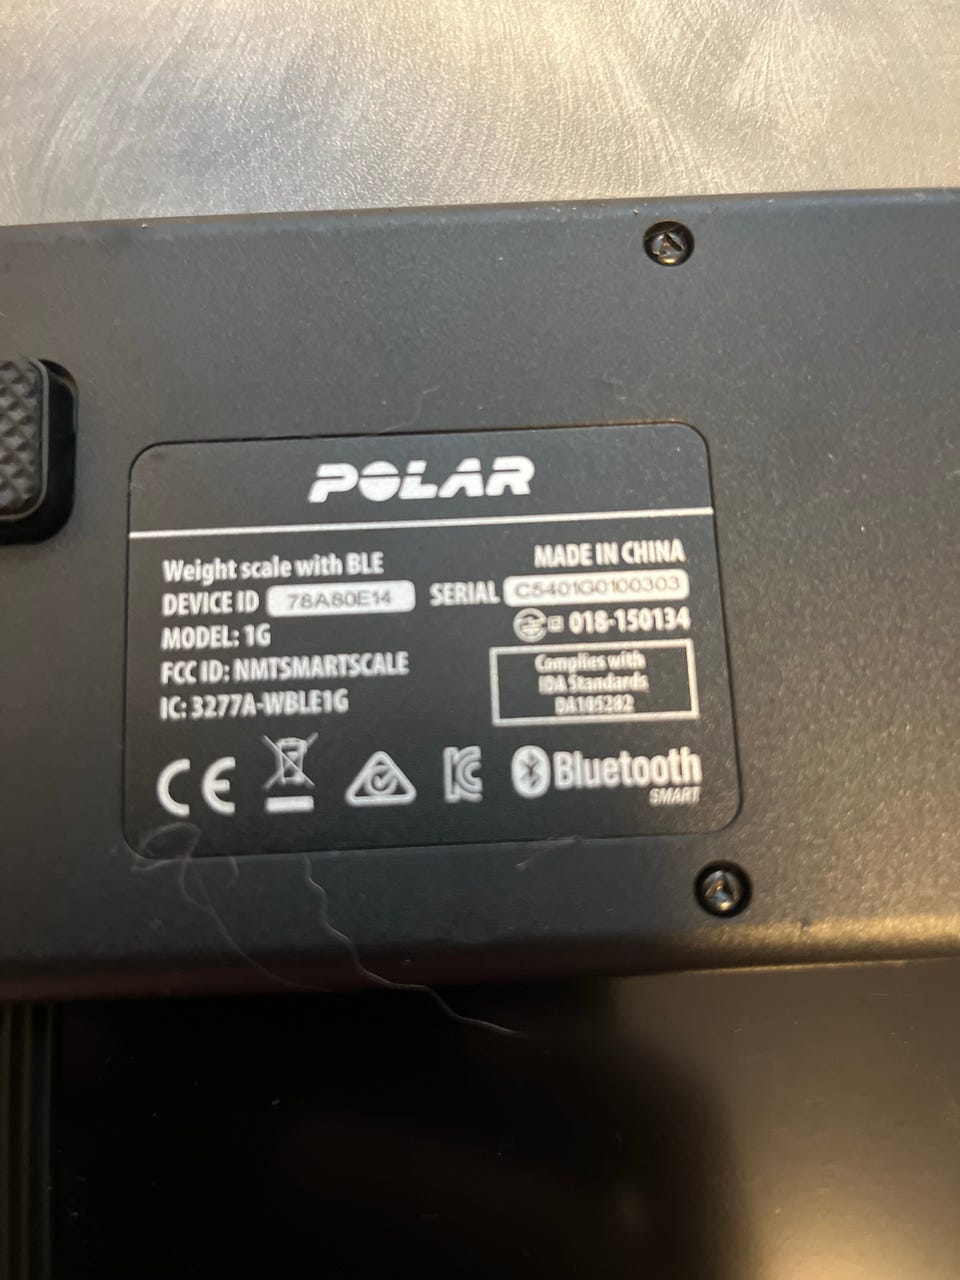 POLAR
Weight scale with BLE
MADE IN CHINA
DEVICE ID 78A80E14
SERIAL C5401G0100303
MODEL: 1G
R 018-150134
FCC ID: NMTSMARTSCALE
IC: 3277A-WBLE1G
Complies with
IDA Standards
DA105282
CE
Bluetooth
SMART